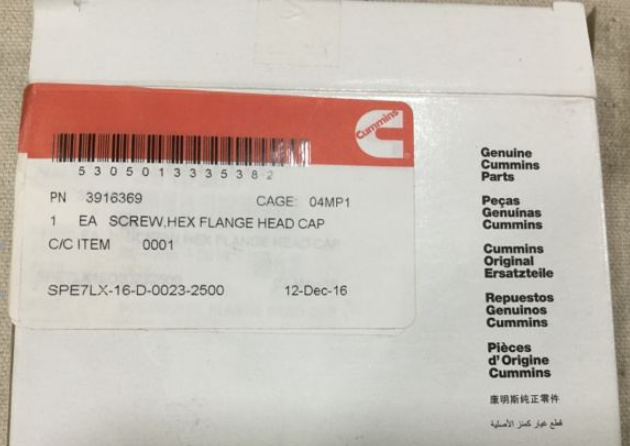 Cummins
5305013335382
PN 3916369 CAGE: 04MP1
1 EA SCREW,HEX FLANGE HEAD CAP
C/C ITEM 0001
SPE7LX-16-D-0023-2500 12-Dec-16
Genuine
Cummins
Parts
Peças
Genuínas
Cummins
Cummins
Original
Ersatzteile
Repuestos
Genuinos
Cummins
Pièces
d'Origine
Cummins
康明斯纯正零件
قطع غيار كمنز الأصلية